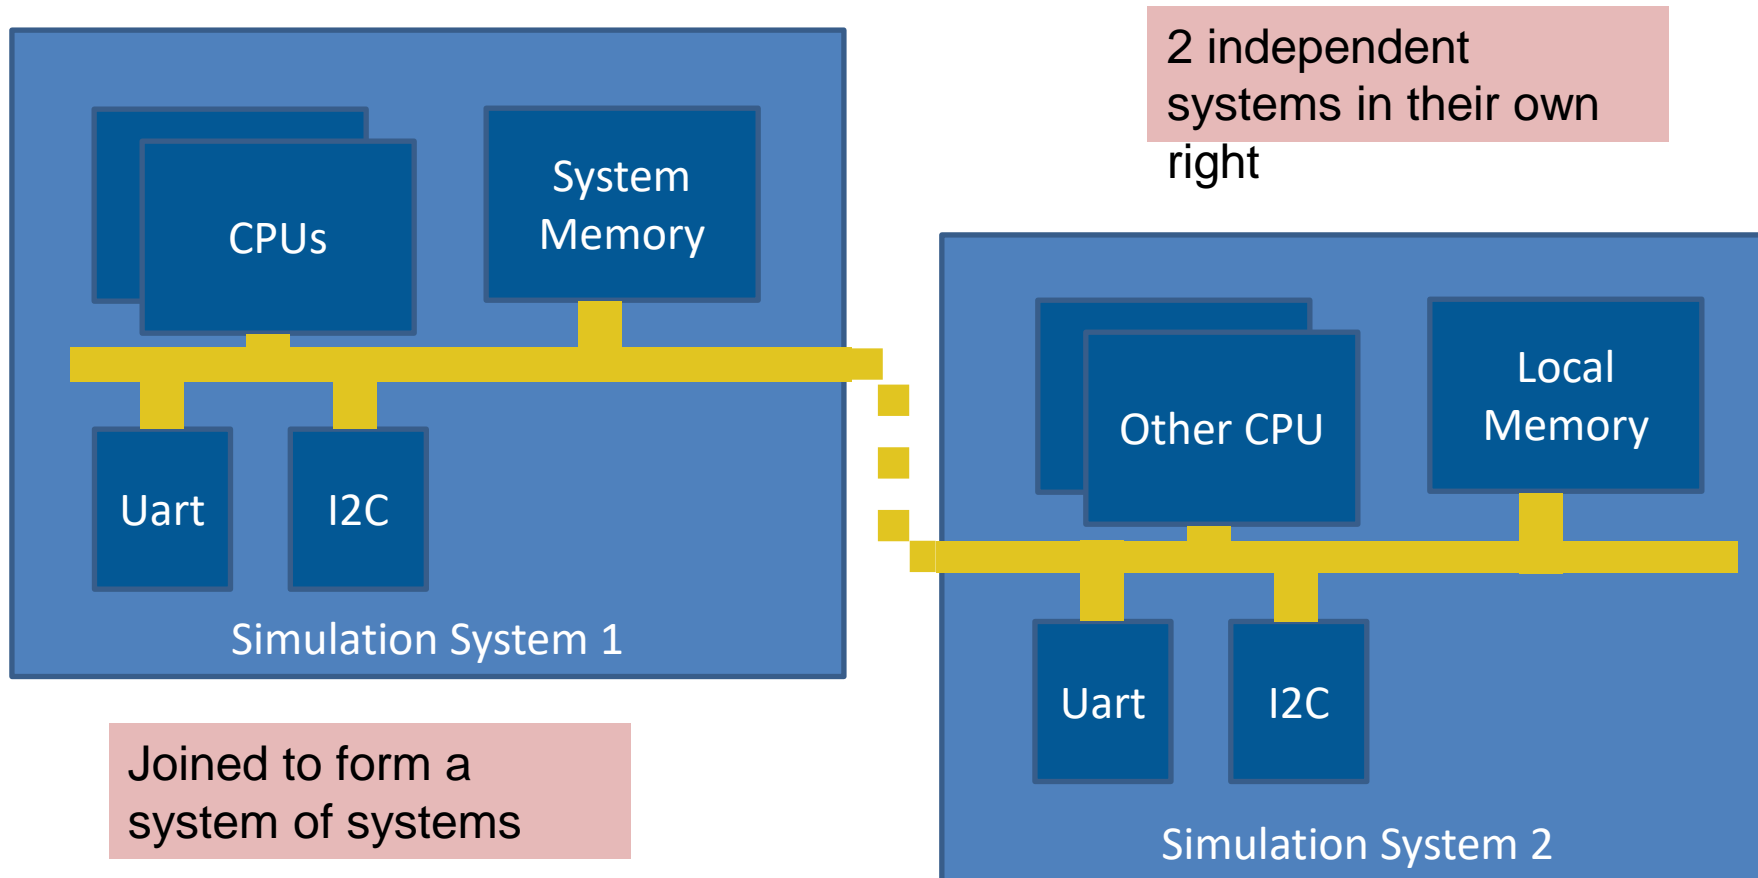 2 independent
systems in their own
right
CPUs
System
Memory
Uart
I2C
Simulation System 1
Other CPU
Local
Memory
Uart
I2C
Simulation System 2
Joined to form a
system of systems